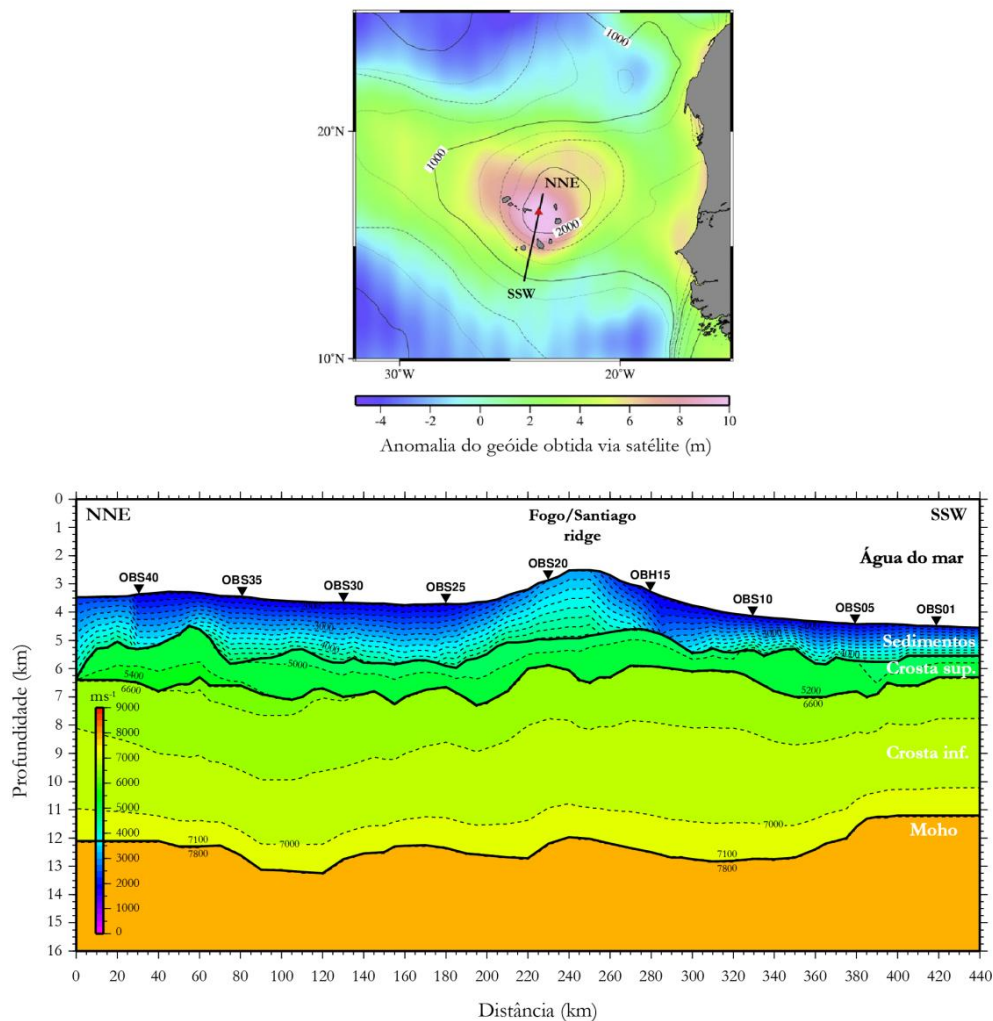 1000
20°N
1000
NNE
2000
SSW
10°N
30°W 20°W
-4 -2 0 2 4 6 8 10
Anomalia do geóide obtida via satélite (m)
NNE
Fogo/Santiago
ridge
SSW
Água do mar
OBS40 OBS35 OBS30 OBS25 OBS20 OBH15 OBS10 OBS05 OBS01
Sedimentos
Crosta sup.
Crosta inf.
Moho
3000
4000
5000
5400
6600
5200
6600
7000
7000
7100
7800
7100
7800
ms⁻¹
9000
8000
7000
6000
5000
4000
3000
2000
1000
0
Profundidade (km)
0
1
2
3
4
5
6
7
8
9
10
11
12
13
14
15
16
0 20 40 60 80 100 120 140 160 180 200 220 240 260 280 300 320 340 360 380 400 420 440
Distância (km)